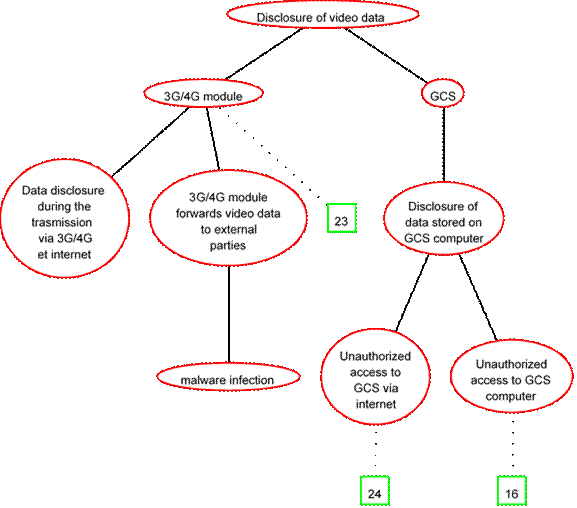 Disclosure of video data
3G/4G module
GCS
Data disclosure
during the
trasmission
via 3G/4G
et internet
3G/4G module
forwards video data
to external
parties
23
Disclosure of
data stored on
GCS computer
malware infection
Unauthorized
access to
GCS via
internet
Unauthorized
access to GCS
computer
24
16